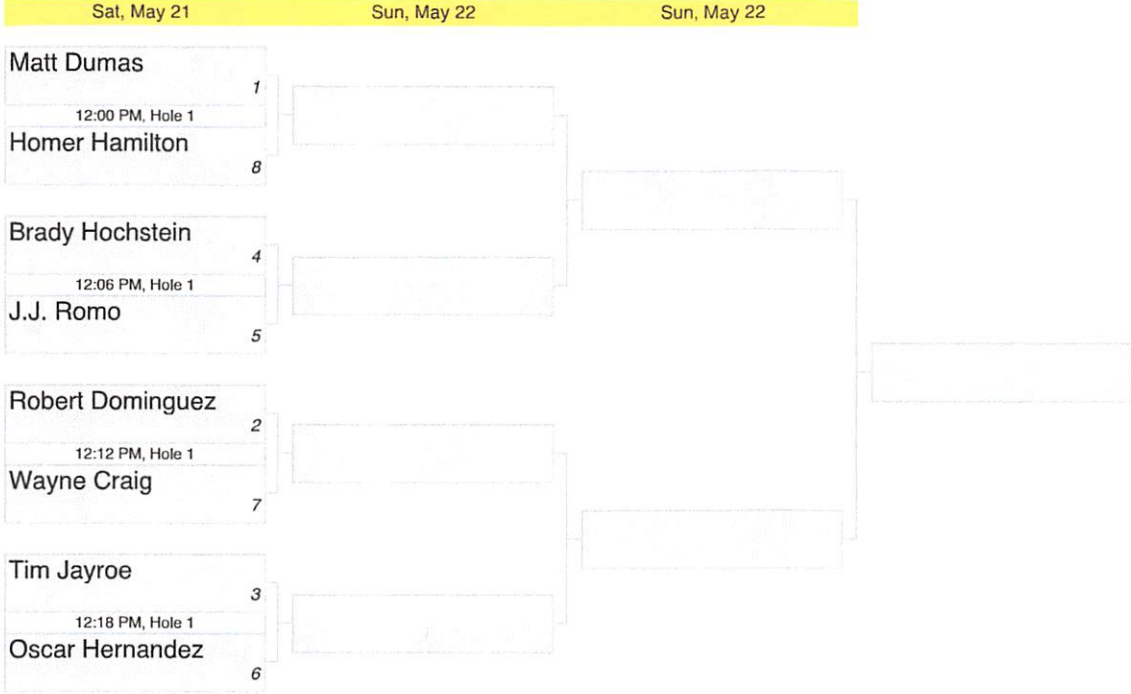 Sat, May 21
Sun, May 22
Sun, May 22
Matt Dumas
1
12:00 PM, Hole 1
Homer Hamilton
8
Brady Hochstein
4
12:06 PM, Hole 1
J.J. Romo
5
Robert Dominguez
2
12:12 PM, Hole 1
Wayne Craig
7
Tim Jayroe
3
12:18 PM, Hole 1
Oscar Hernandez
6